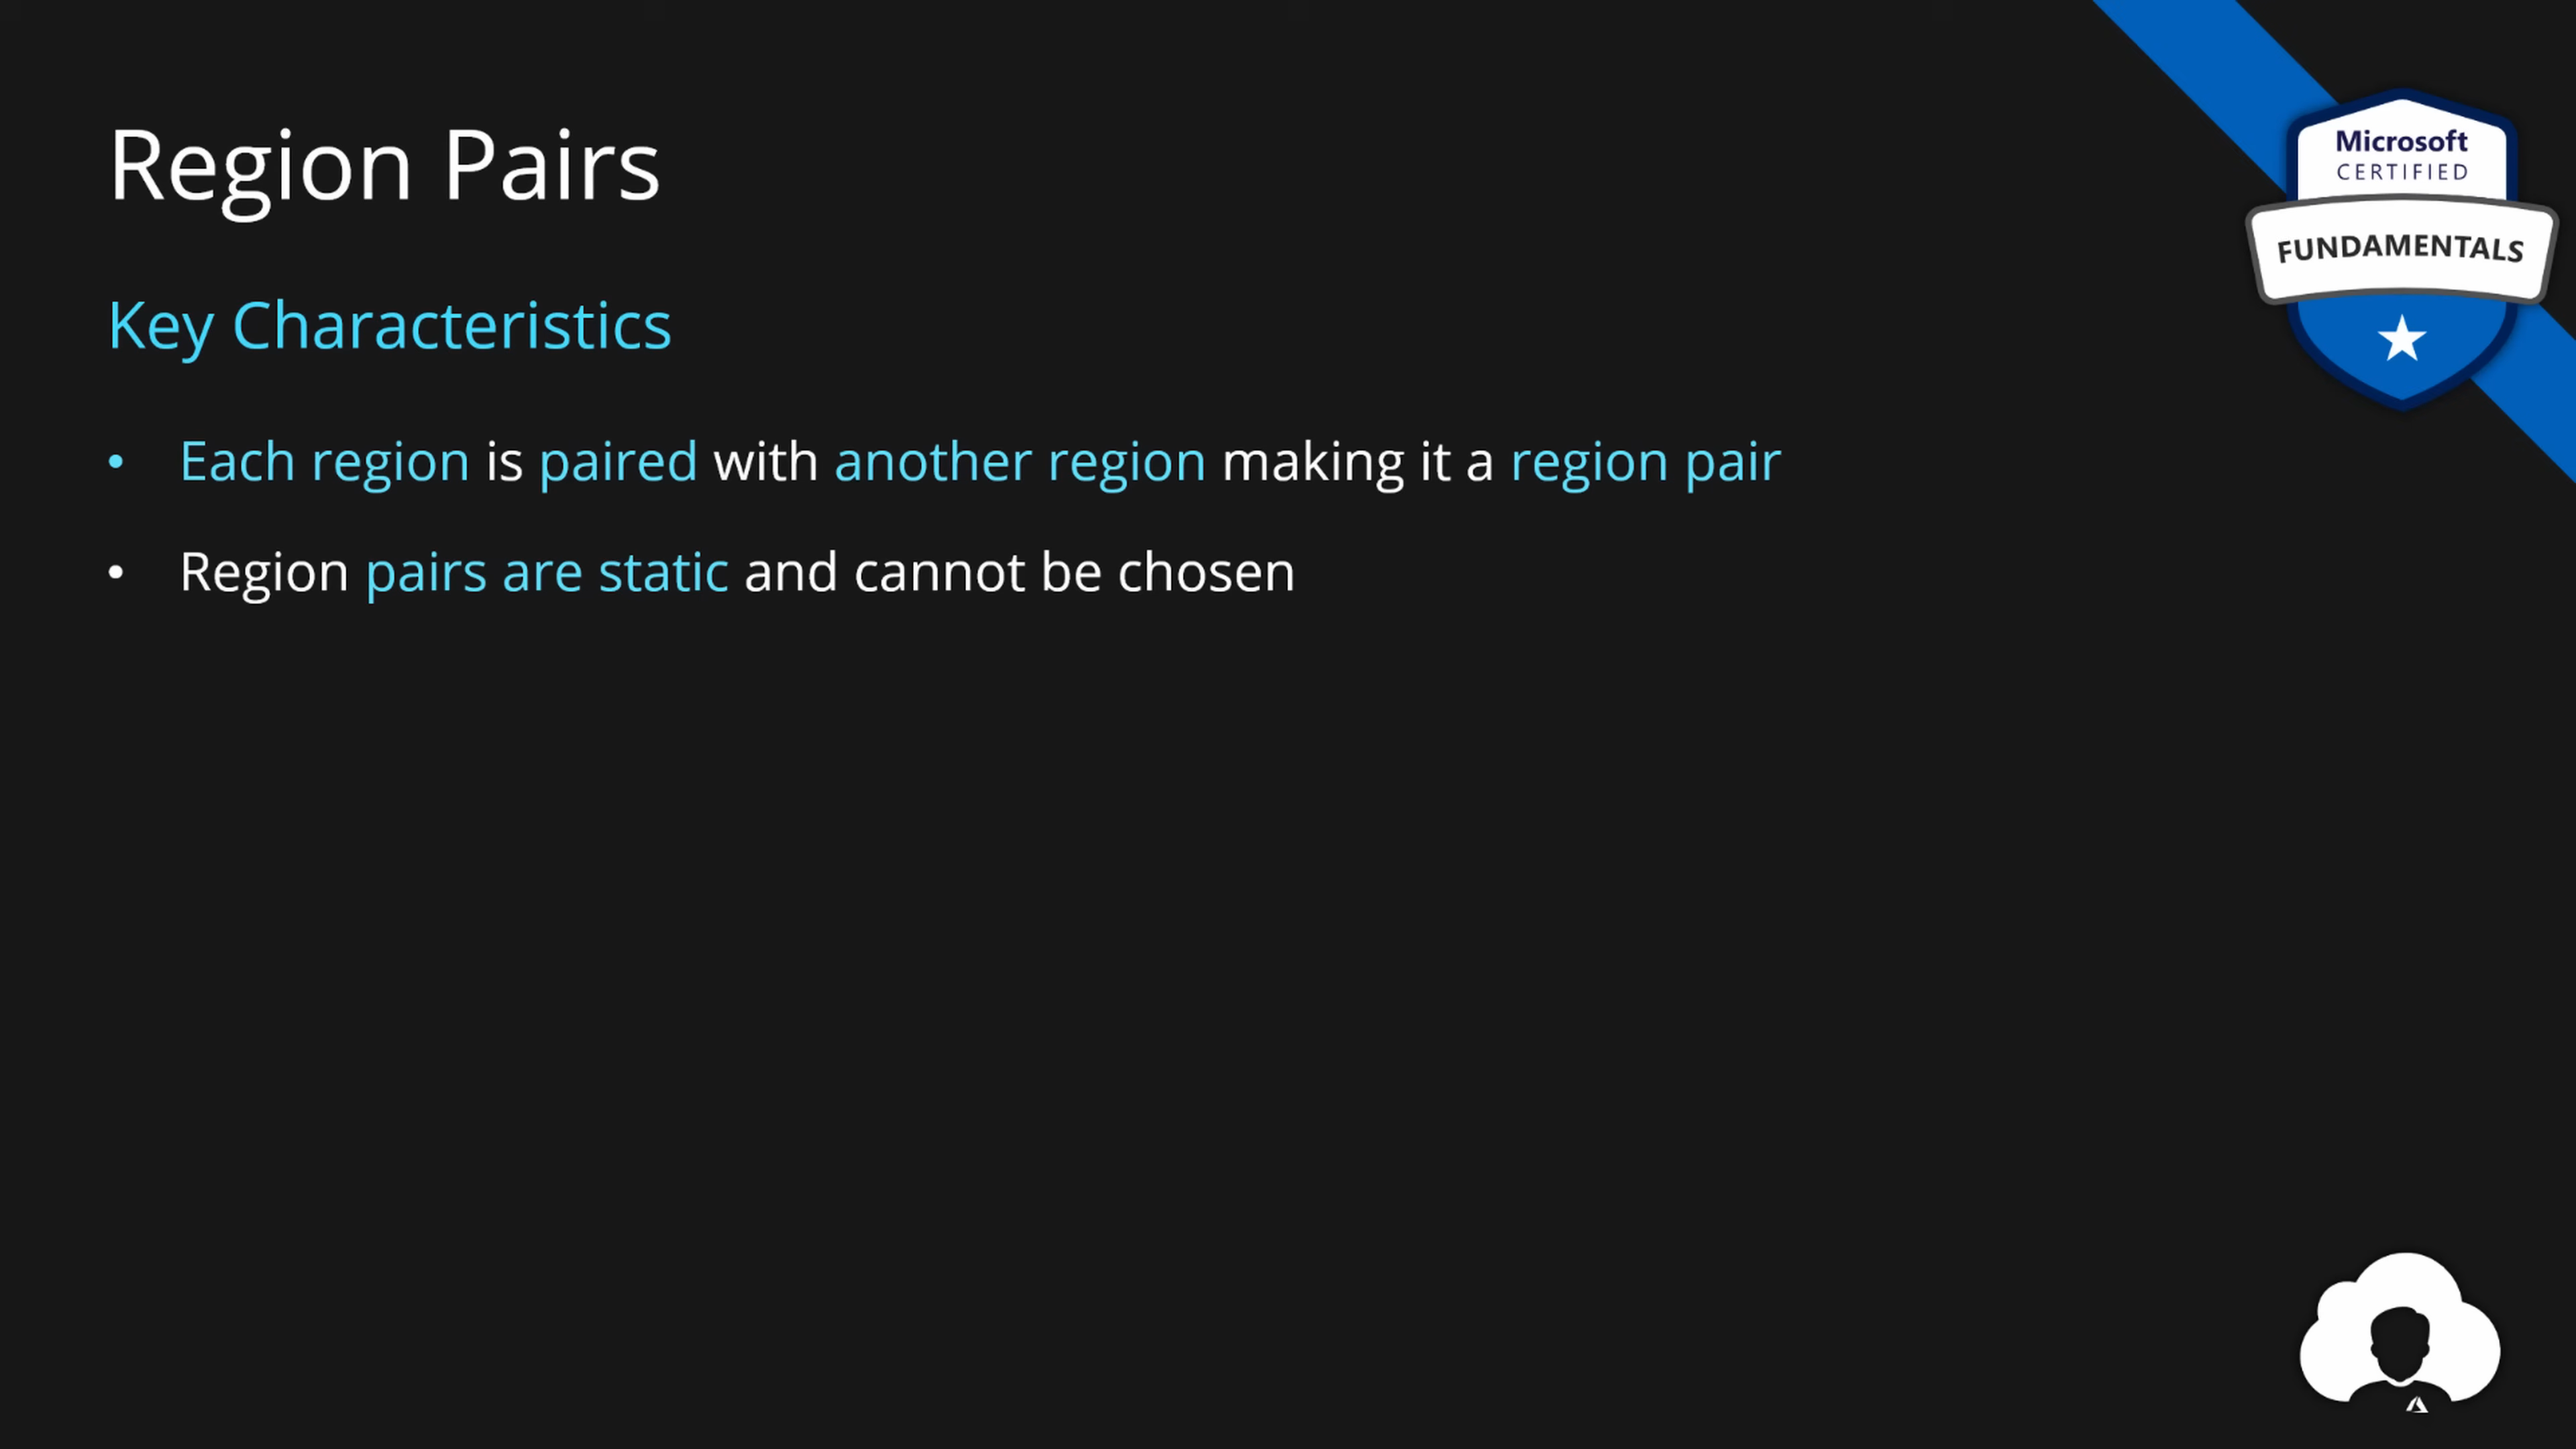 Region Pairs
Microsoft
CERTIFIED
FUNDAMENTALS
Key Characteristics
• Each region is paired with another region making it a region pair
• Region pairs are static and cannot be chosen